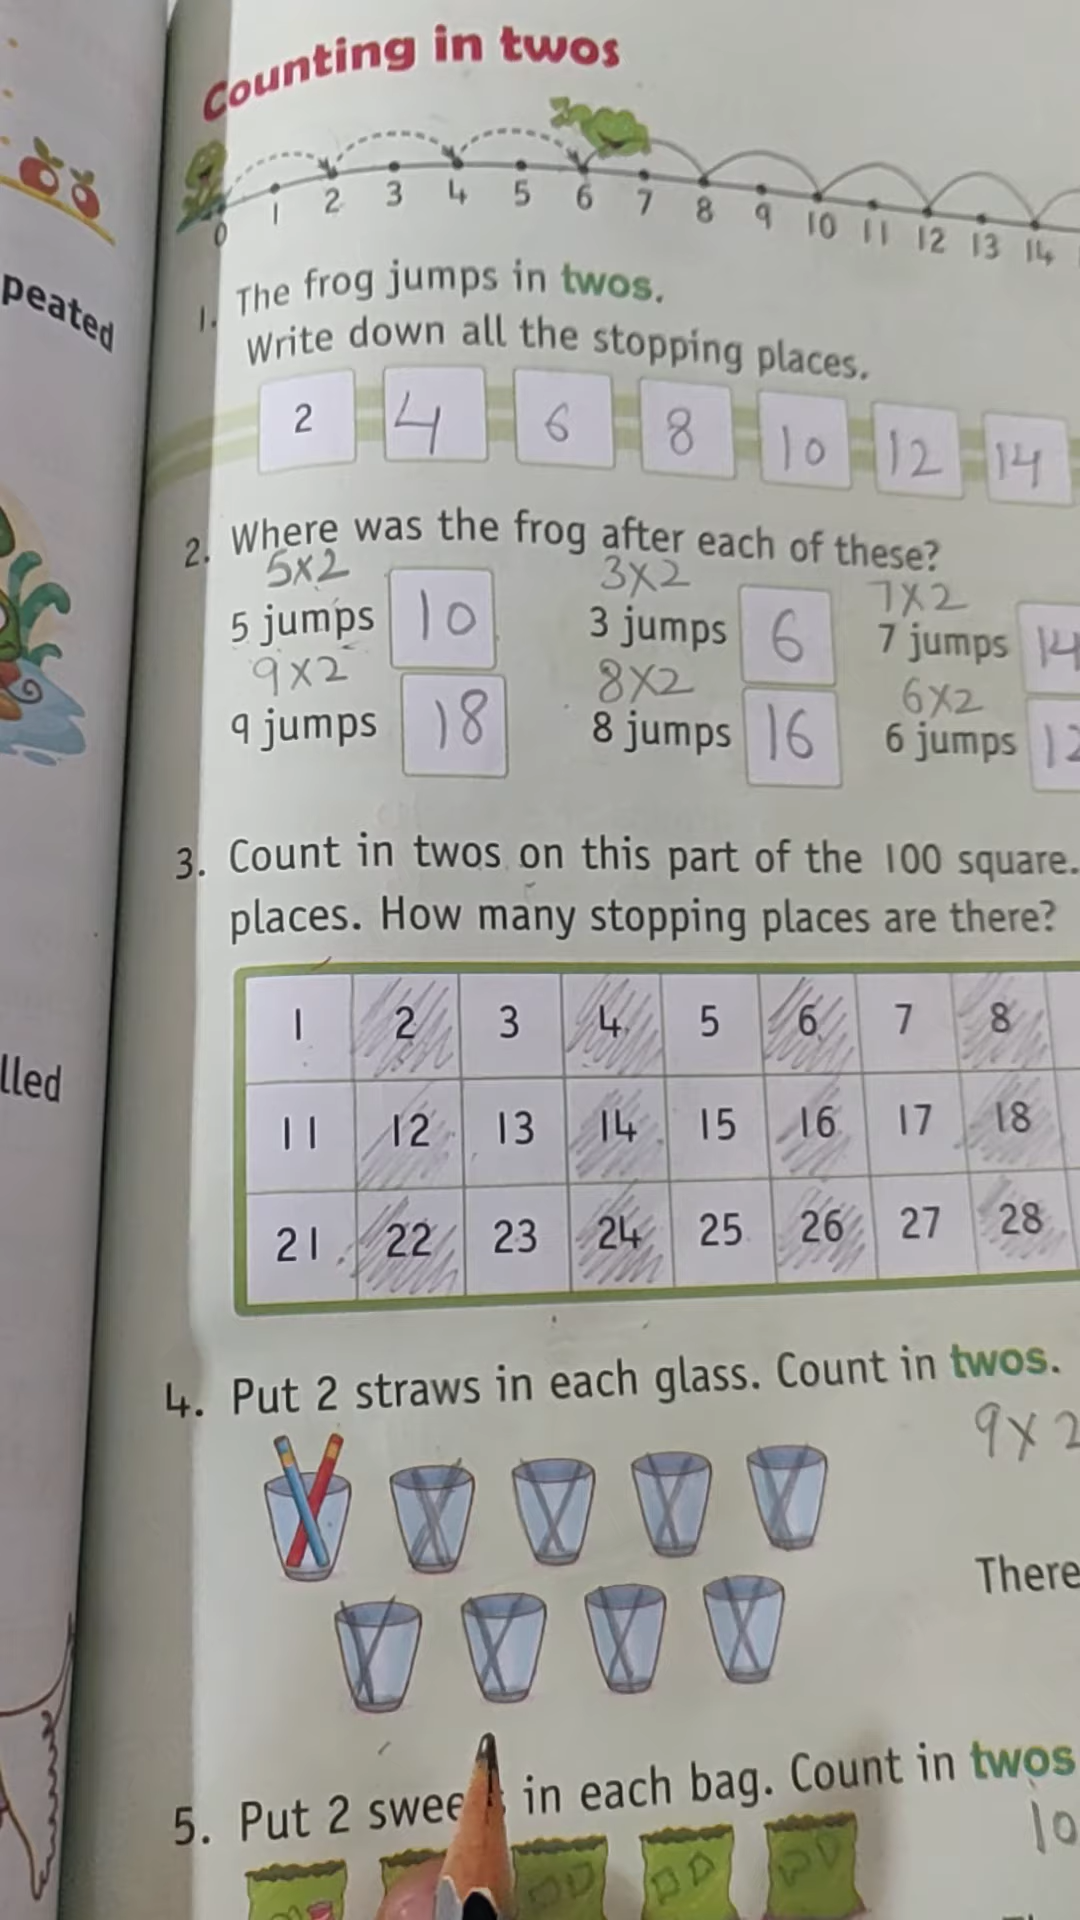 Counting in twos
0 1 2 3 4 5 6 7 8 9 10 11 12 13 14
peated
1. The frog jumps in twos.
Write down all the stopping places.
2 4 6 8 10 12 14
2. Where was the frog after each of these?
5x2 3x2 7x2
5 jumps 10 3 jumps 6 7 jumps 14
9x2 8x2 6x2
9 jumps 18 8 jumps 16 6 jumps 12
3. Count in twos on this part of the 100 square.
places. How many stopping places are there?
1 2 3 4 5 6 7 8
lled
11 12 13 14 15 16 17 18
21 22 23 24 25 26 27 28
4. Put 2 straws in each glass. Count in twos.
9x2
There
5. Put 2 swee in each bag. Count in twos
10